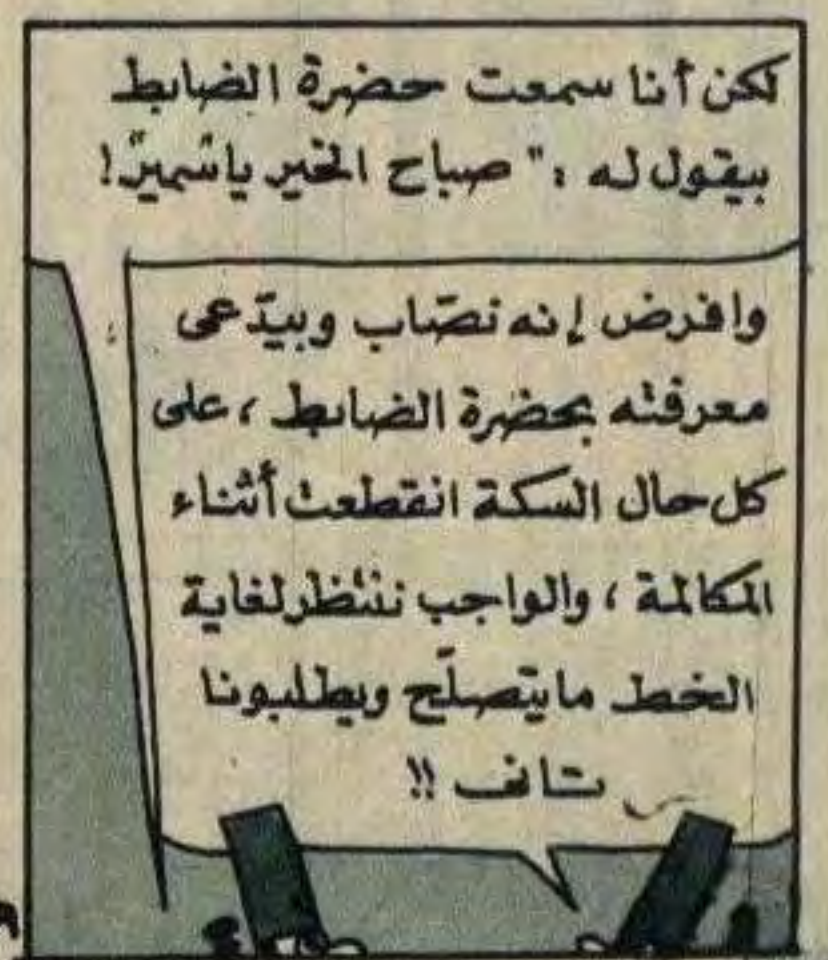 لكن أنا سمعت حضرة الضابط
بيقول له : " صباح الخير ياسمير !
وافرض إنه نصّاب وبيدّعى
معرفته بحضرة الضابط ، على
كل حال السكة انقطعت أثناء
المكالمة ، والواجب ننتظر لغاية
الخط مايتصلّح ويطلبونا
تانى !!